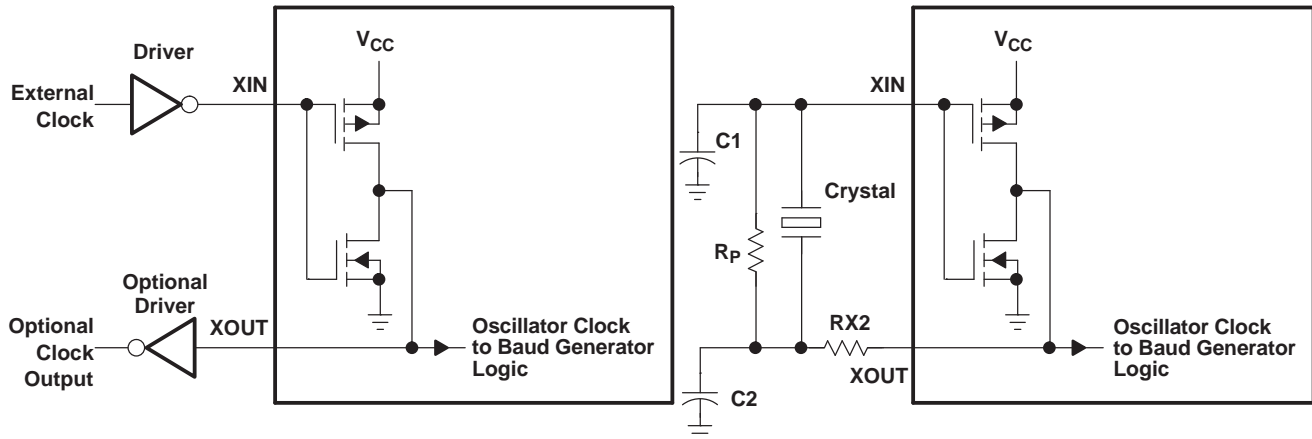 Driver
External
Clock
XIN
VCC
Optional
Driver
Optional
Clock
Output
XOUT
Oscillator Clock
to Baud Generator
Logic
XIN
VCC
C1
Crystal
RP
RX2
XOUT
C2
Oscillator Clock
to Baud Generator
Logic